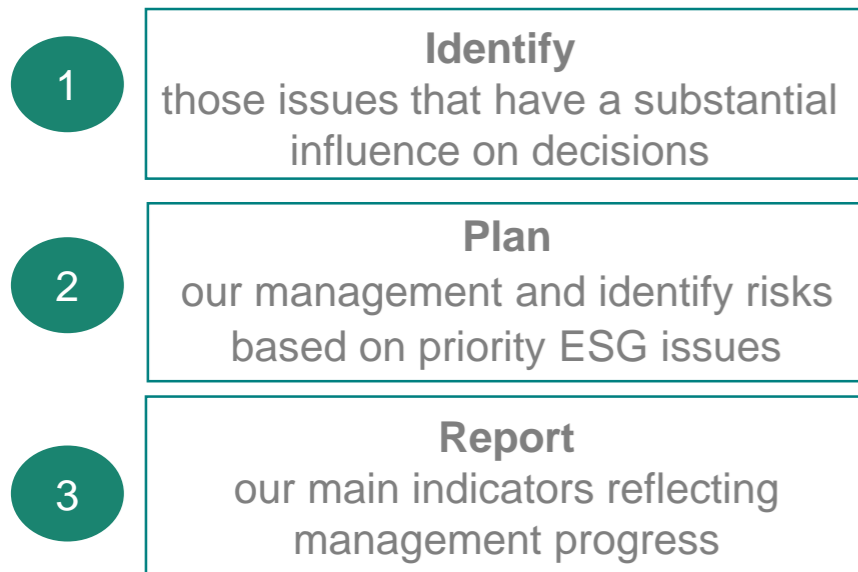 1
Identify
those issues that have a substantial
influence on decisions
2
Plan
our management and identify risks
based on priority ESG issues
3
Report
our main indicators reflecting
management progress